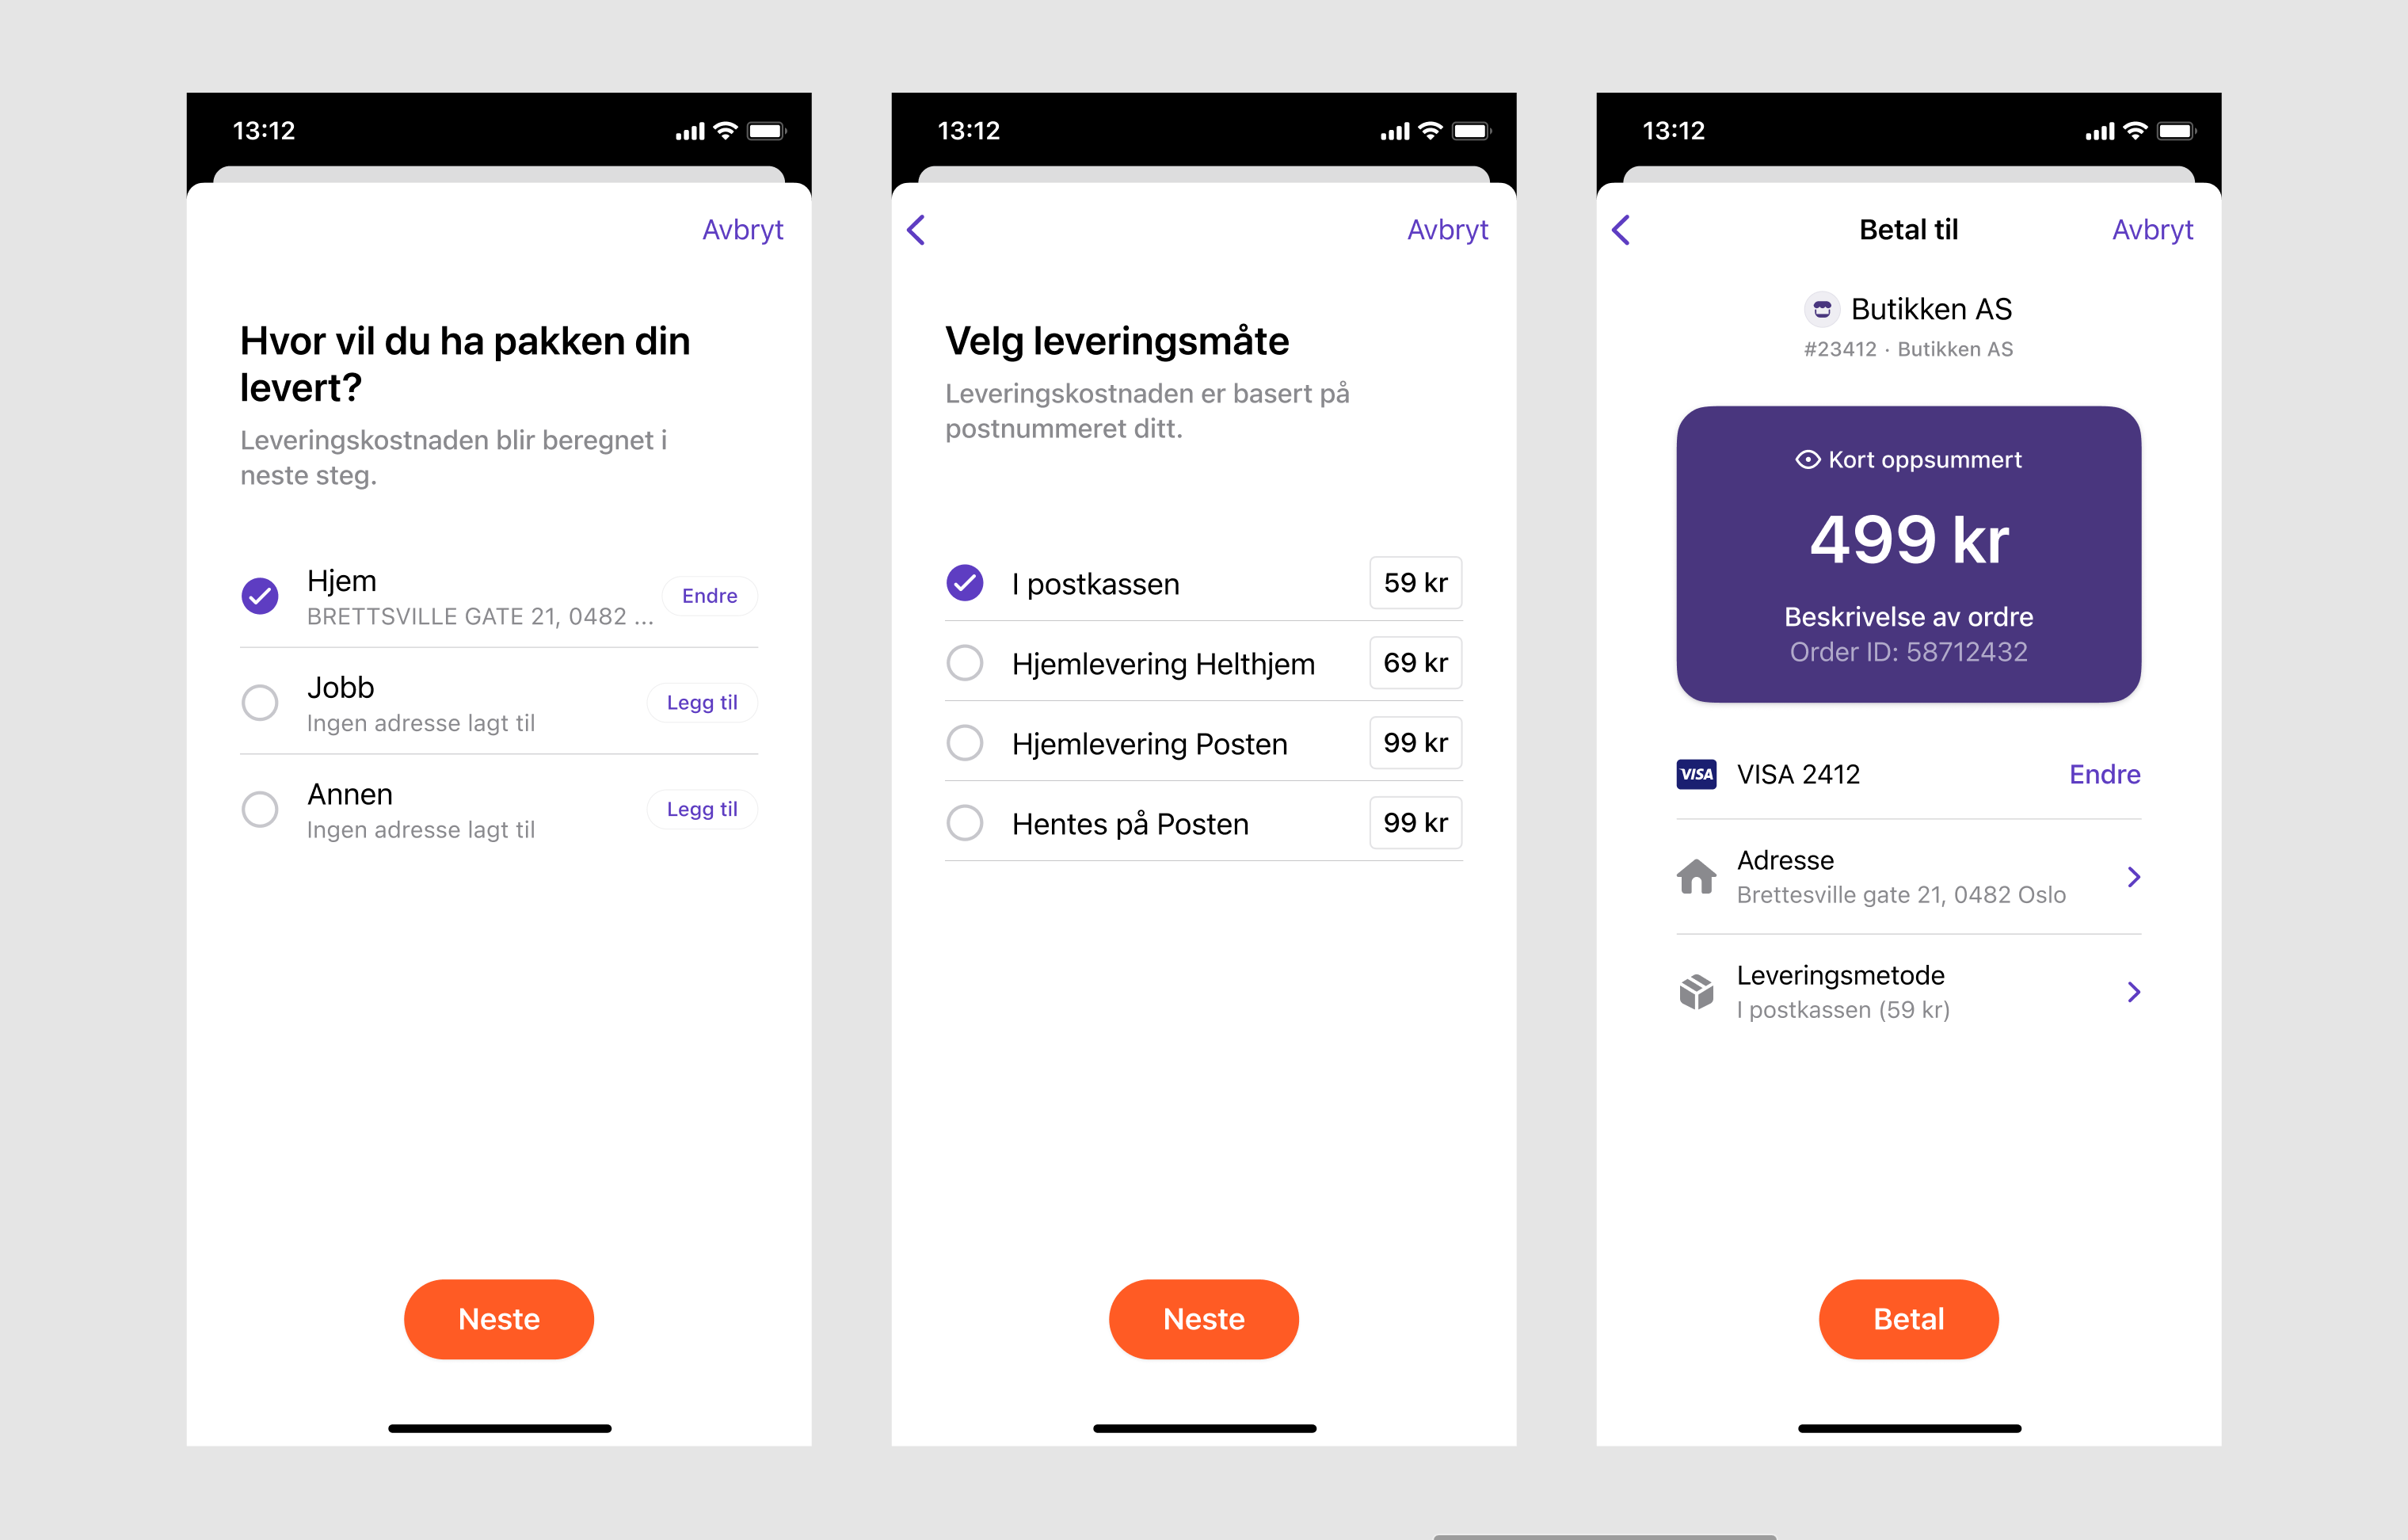 13:12
Avbryt
Hvor vil du ha pakken din
levert?
Leveringskostnaden blir beregnet i
neste steg.
Hjem
BRETTSVILLE GATE 21, 0482 ...
Endre
Jobb
Ingen adresse lagt til
Legg til
Annen
Ingen adresse lagt til
Legg til
Neste
13:12
Avbryt
Velg leveringsmåte
Leveringskostnaden er basert på
postnummeret ditt.
I postkassen
59 kr
Hjemlevering Helthjem
69 kr
Hjemlevering Posten
99 kr
Hentes på Posten
99 kr
Neste
13:12
Betal til
Avbryt
Butikken AS
#23412 · Butikken AS
Kort oppsummert
499 kr
Beskrivelse av ordre
Order ID: 58712432
VISA
VISA 2412
Endre
Adresse
Brettesville gate 21, 0482 Oslo
Leveringsmetode
I postkassen (59 kr)
Betal